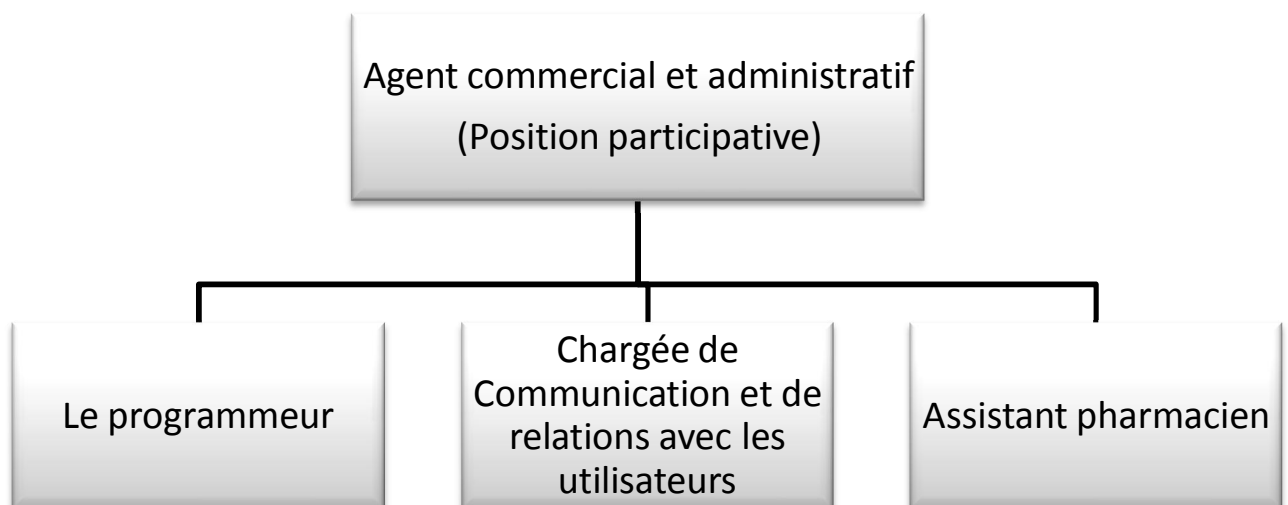 Agent commercial et administratif
(Position participative)
Le programmeur
Chargée de
Communication et de
relations avec les
utilisateurs
Assistant pharmacien